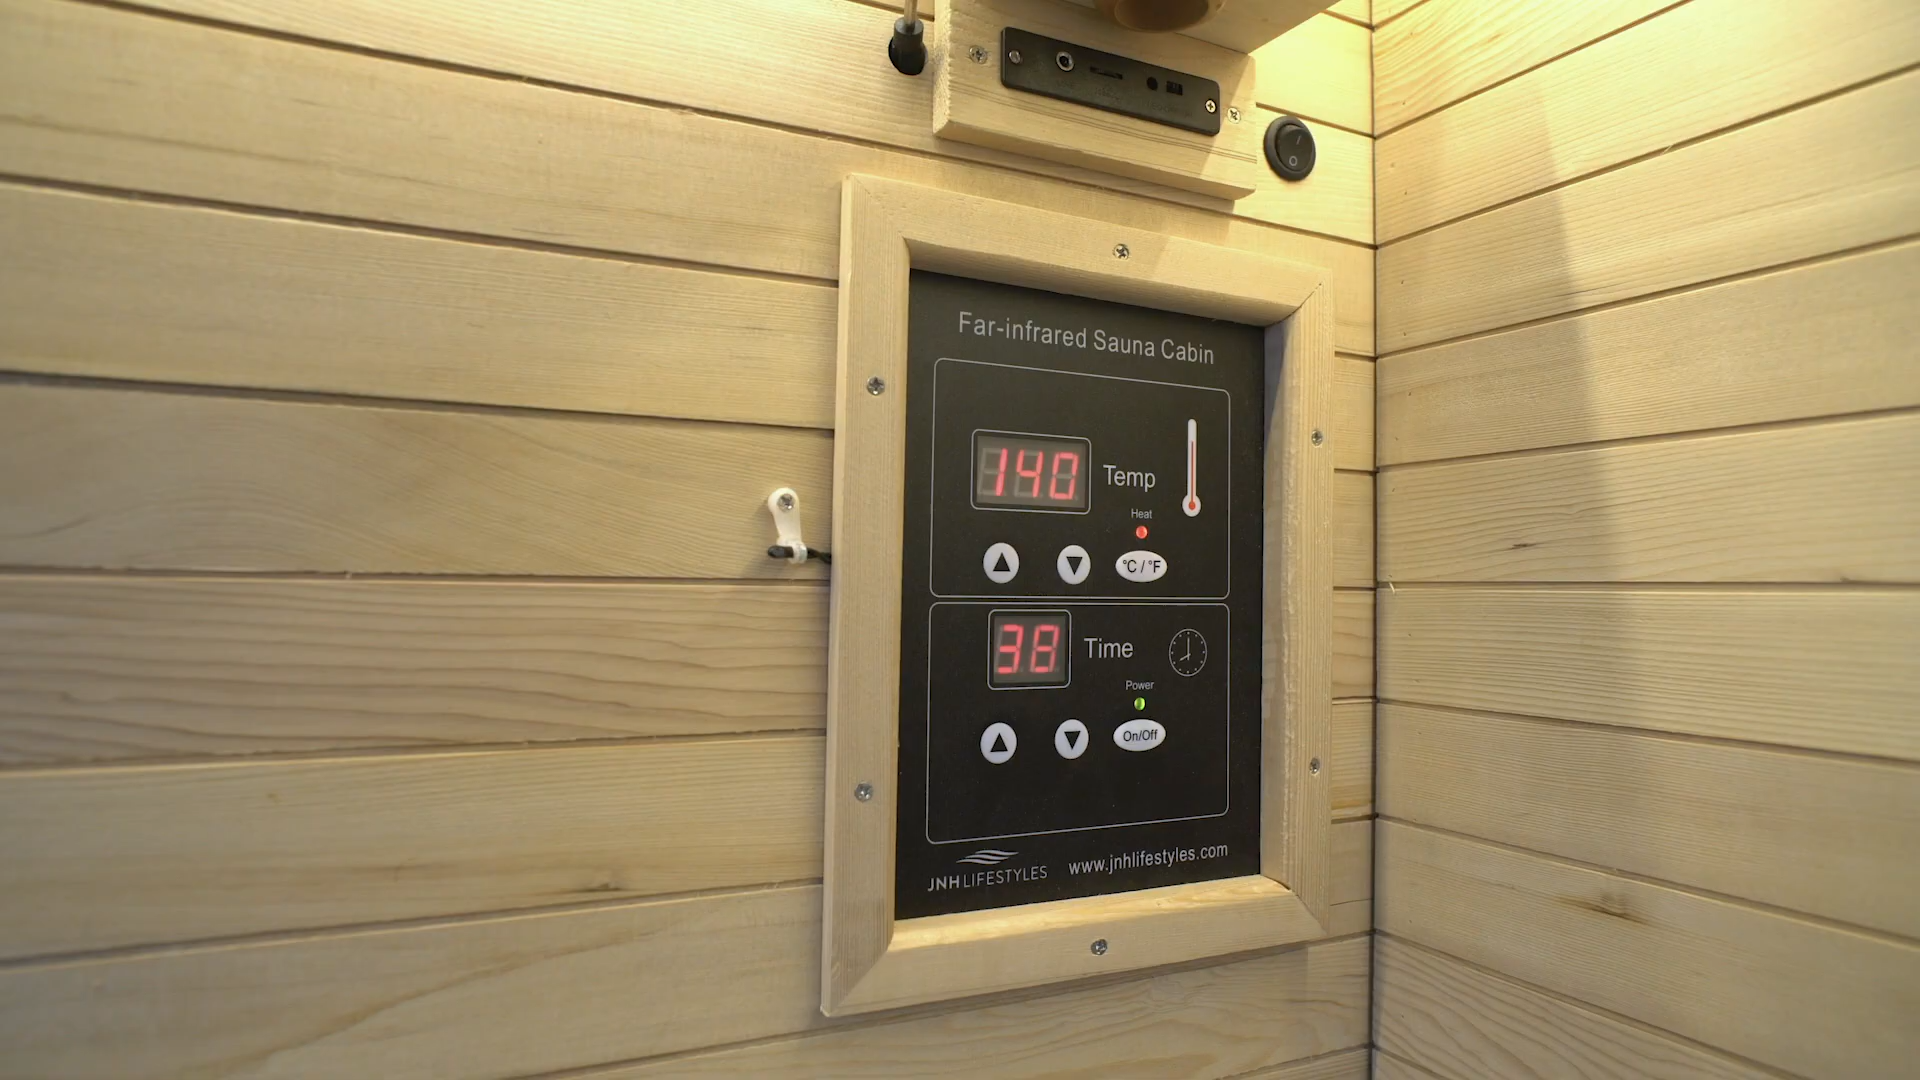 Far-infrared Sauna Cabin
140 Temp
Heat
°C / °F
38 Time
Power
On/Off
JNH LIFESTYLES www.jnhlifestyles.com